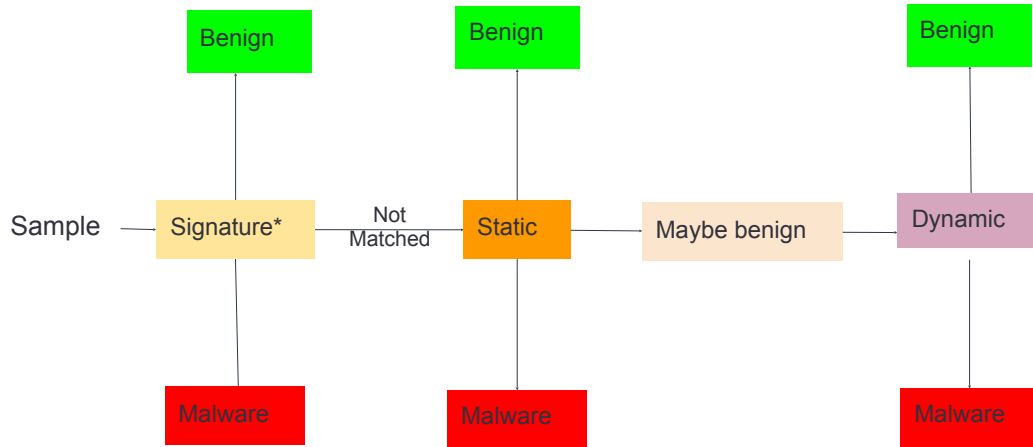 Benign
Benign
Benign
Sample
Signature*
Not
Matched
Static
Maybe benign
Dynamic
Malware
Malware
Malware